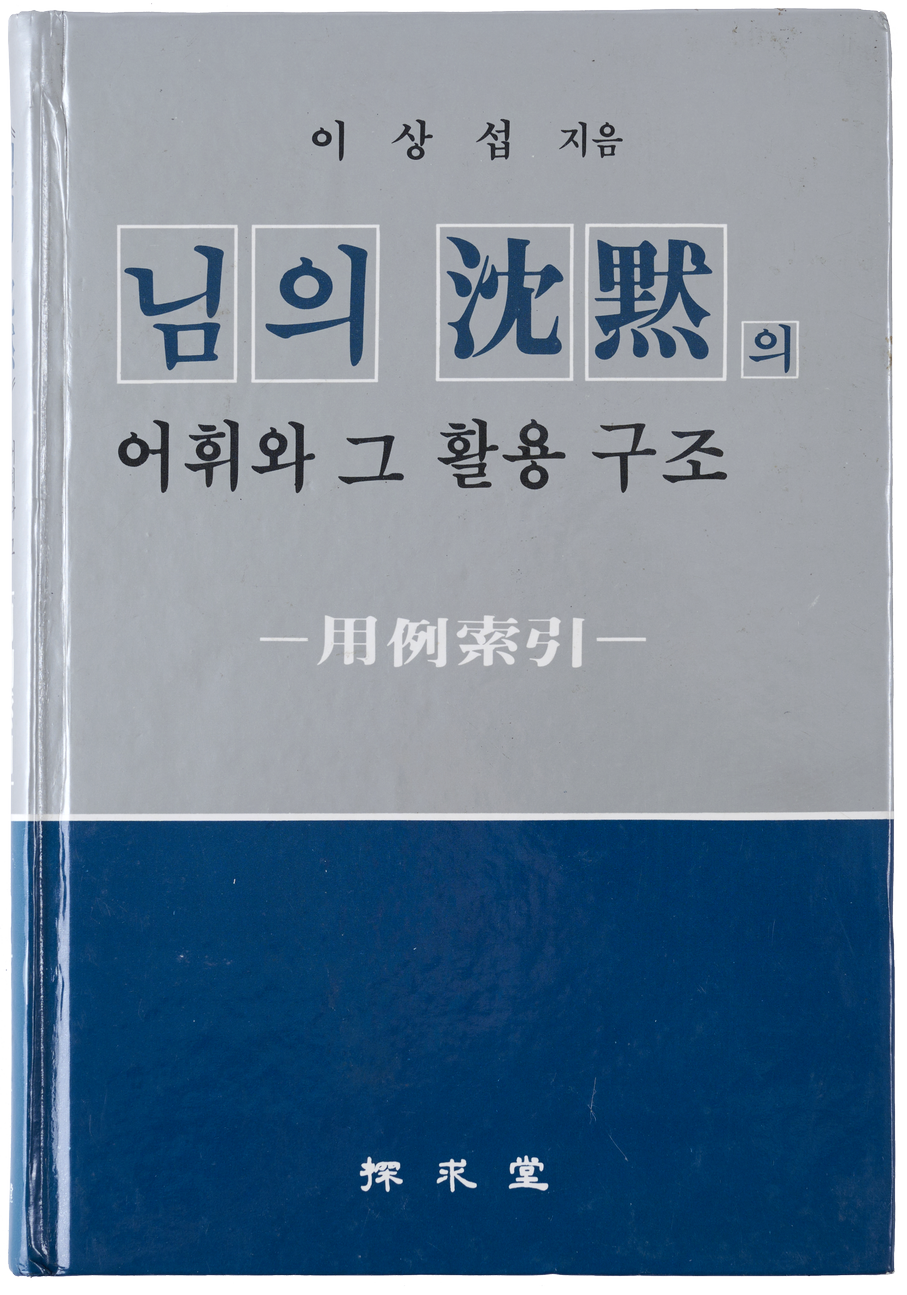 이 상 섭 지음
님의 沈黙의
어휘와 그 활용 구조
—用例索引—
探 求 堂